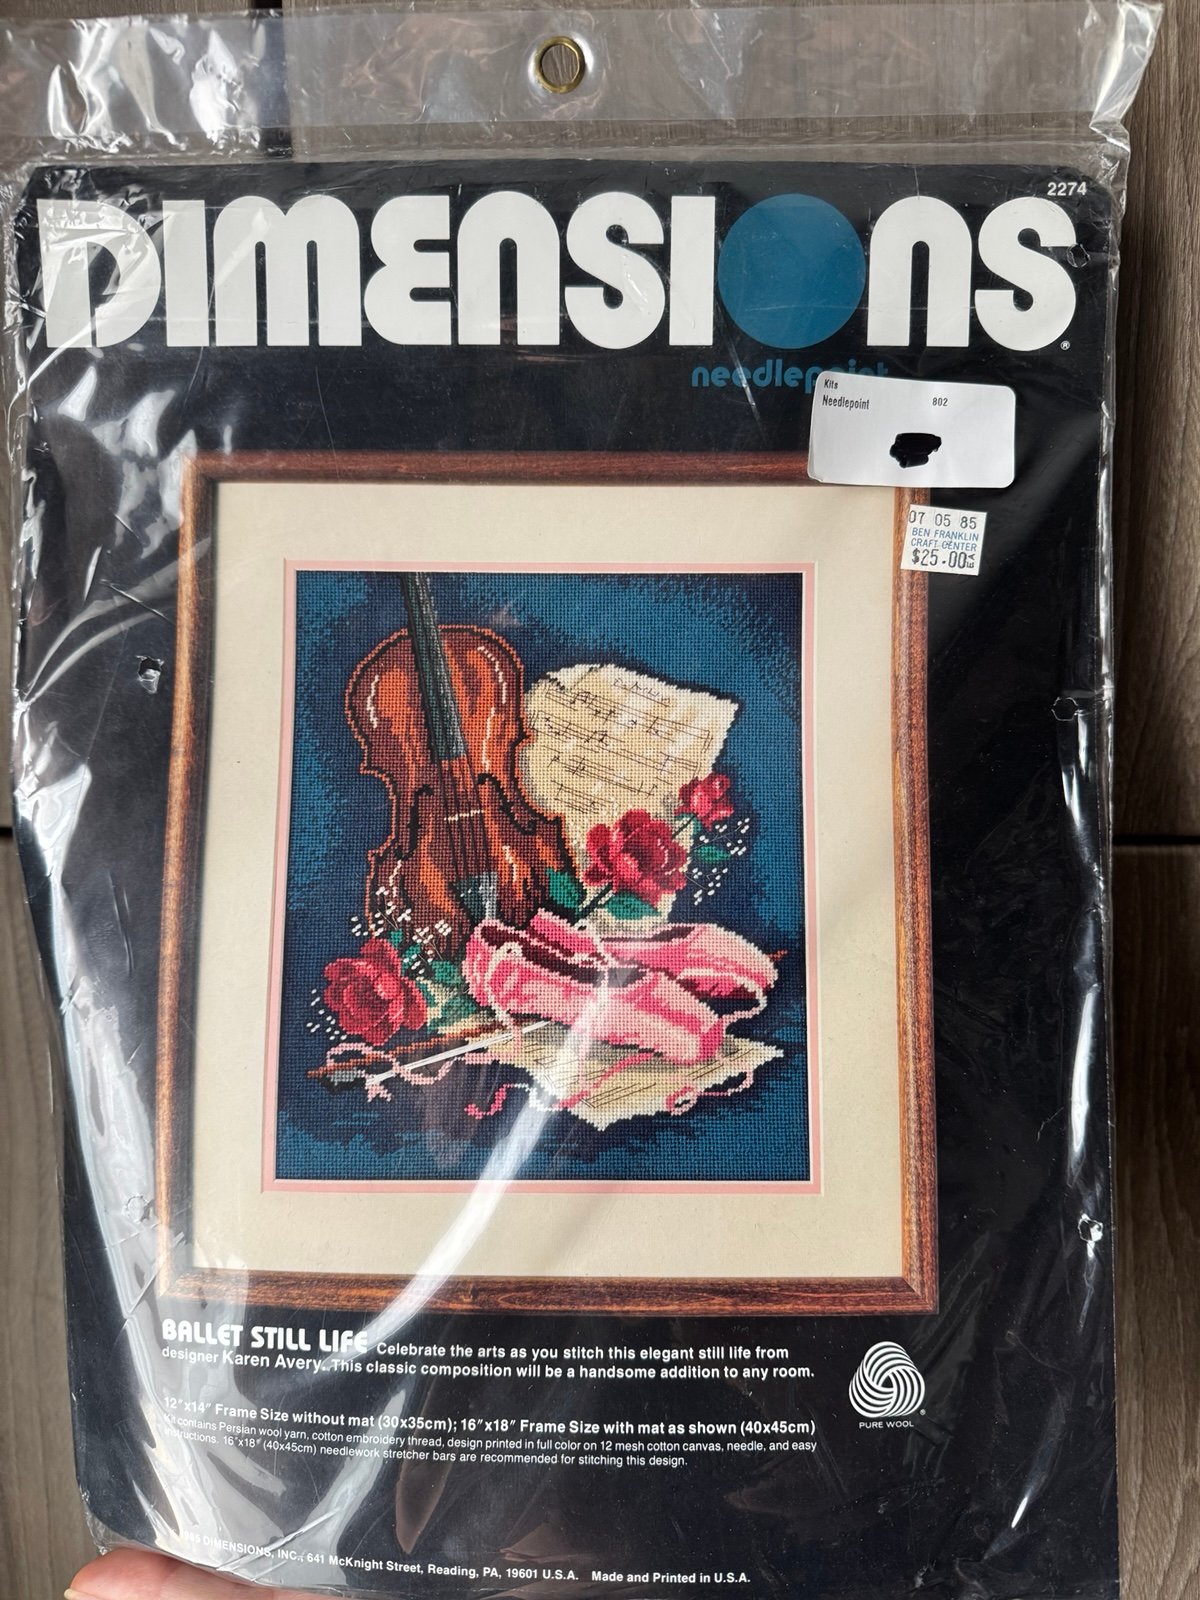 2274
DIMENSIONS®
needlepoint
Kits
Needlepoint 802
07 05 85
BEN FRANKLIN
CRAFT CENTER
$25.00 EA
BALLET STILL LIFE Celebrate the arts as you stitch this elegant still life from
designer Karen Avery. This classic composition will be a handsome addition to any room.
12"x14" Frame Size without mat (30x35cm); 16"x18" Frame Size with mat as shown (40x45cm)
Kit contains Persian wool yarn, cotton embroidery thread, design printed in full color on 12 mesh cotton canvas, needle, and easy
instructions. 16"x18" (40x45cm) needlework stretcher bars are recommended for stitching this design.
PURE WOOL ®
1985 DIMENSIONS, INC., 641 McKnight Street, Reading, PA, 19601 U.S.A. Made and Printed in U.S.A.